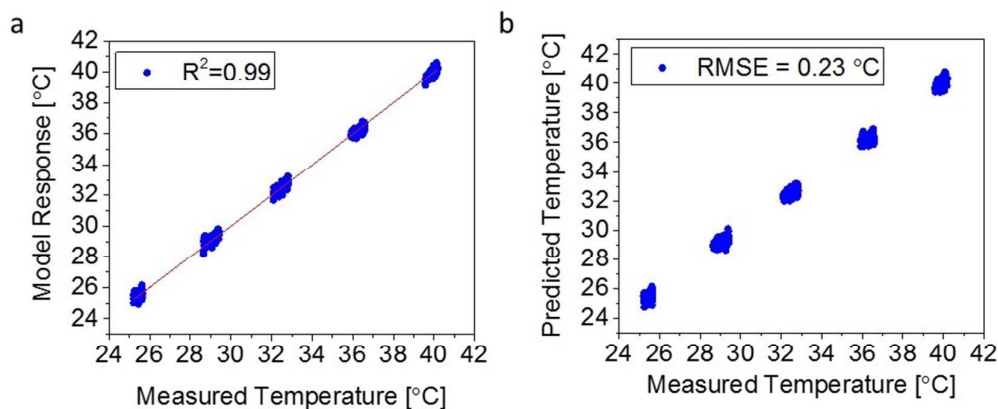 a
R²=0.99
Model Response [°C]
42
40
38
36
34
32
30
28
26
24
24 26 28 30 32 34 36 38 40 42
Measured Temperature [°C]
b
RMSE = 0.23 °C
Predicted Temperature [°C]
42
40
38
36
34
32
30
28
26
24
24 26 28 30 32 34 36 38 40 42
Measured Temperature [°C]